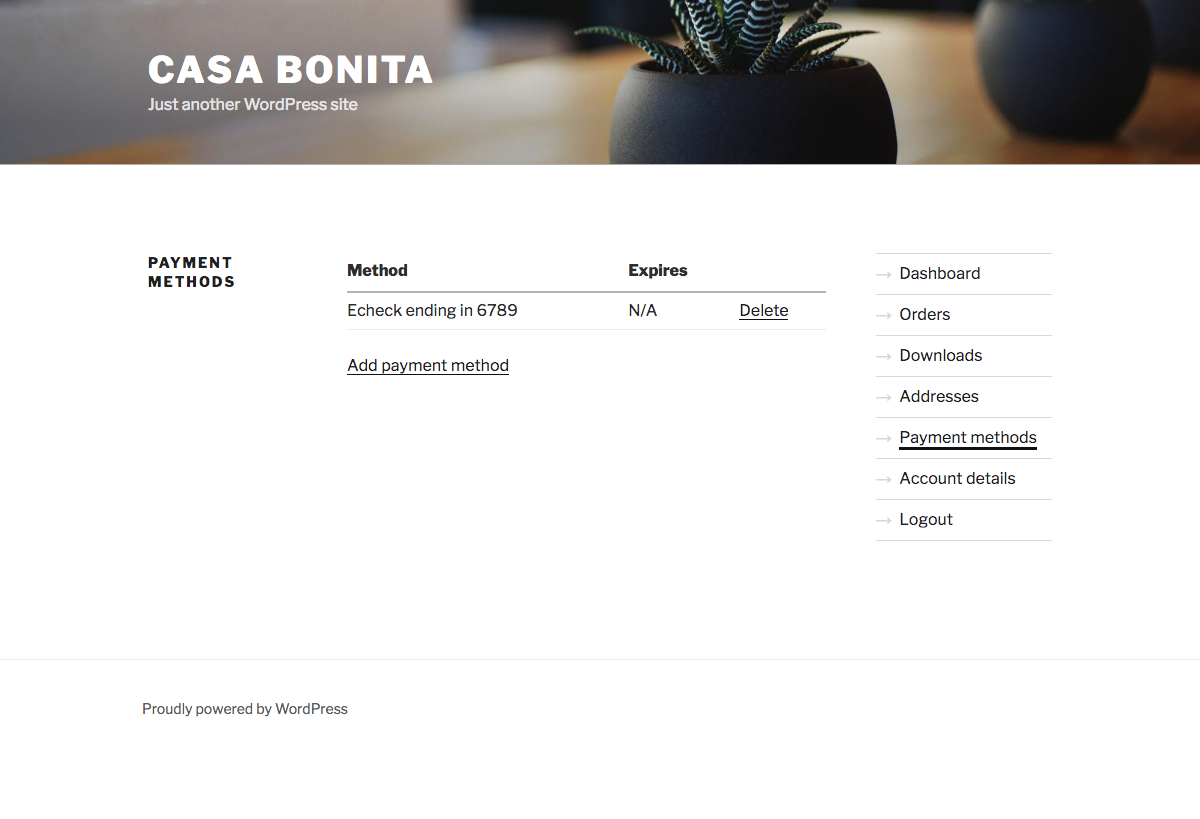 CASA BONITA
Just another WordPress site
PAYMENT
METHODS
Method Expires
Echeck ending in 6789 N/A Delete
Add payment method
Dashboard
Orders
Downloads
Addresses
Payment methods
Account details
Logout
Proudly powered by WordPress